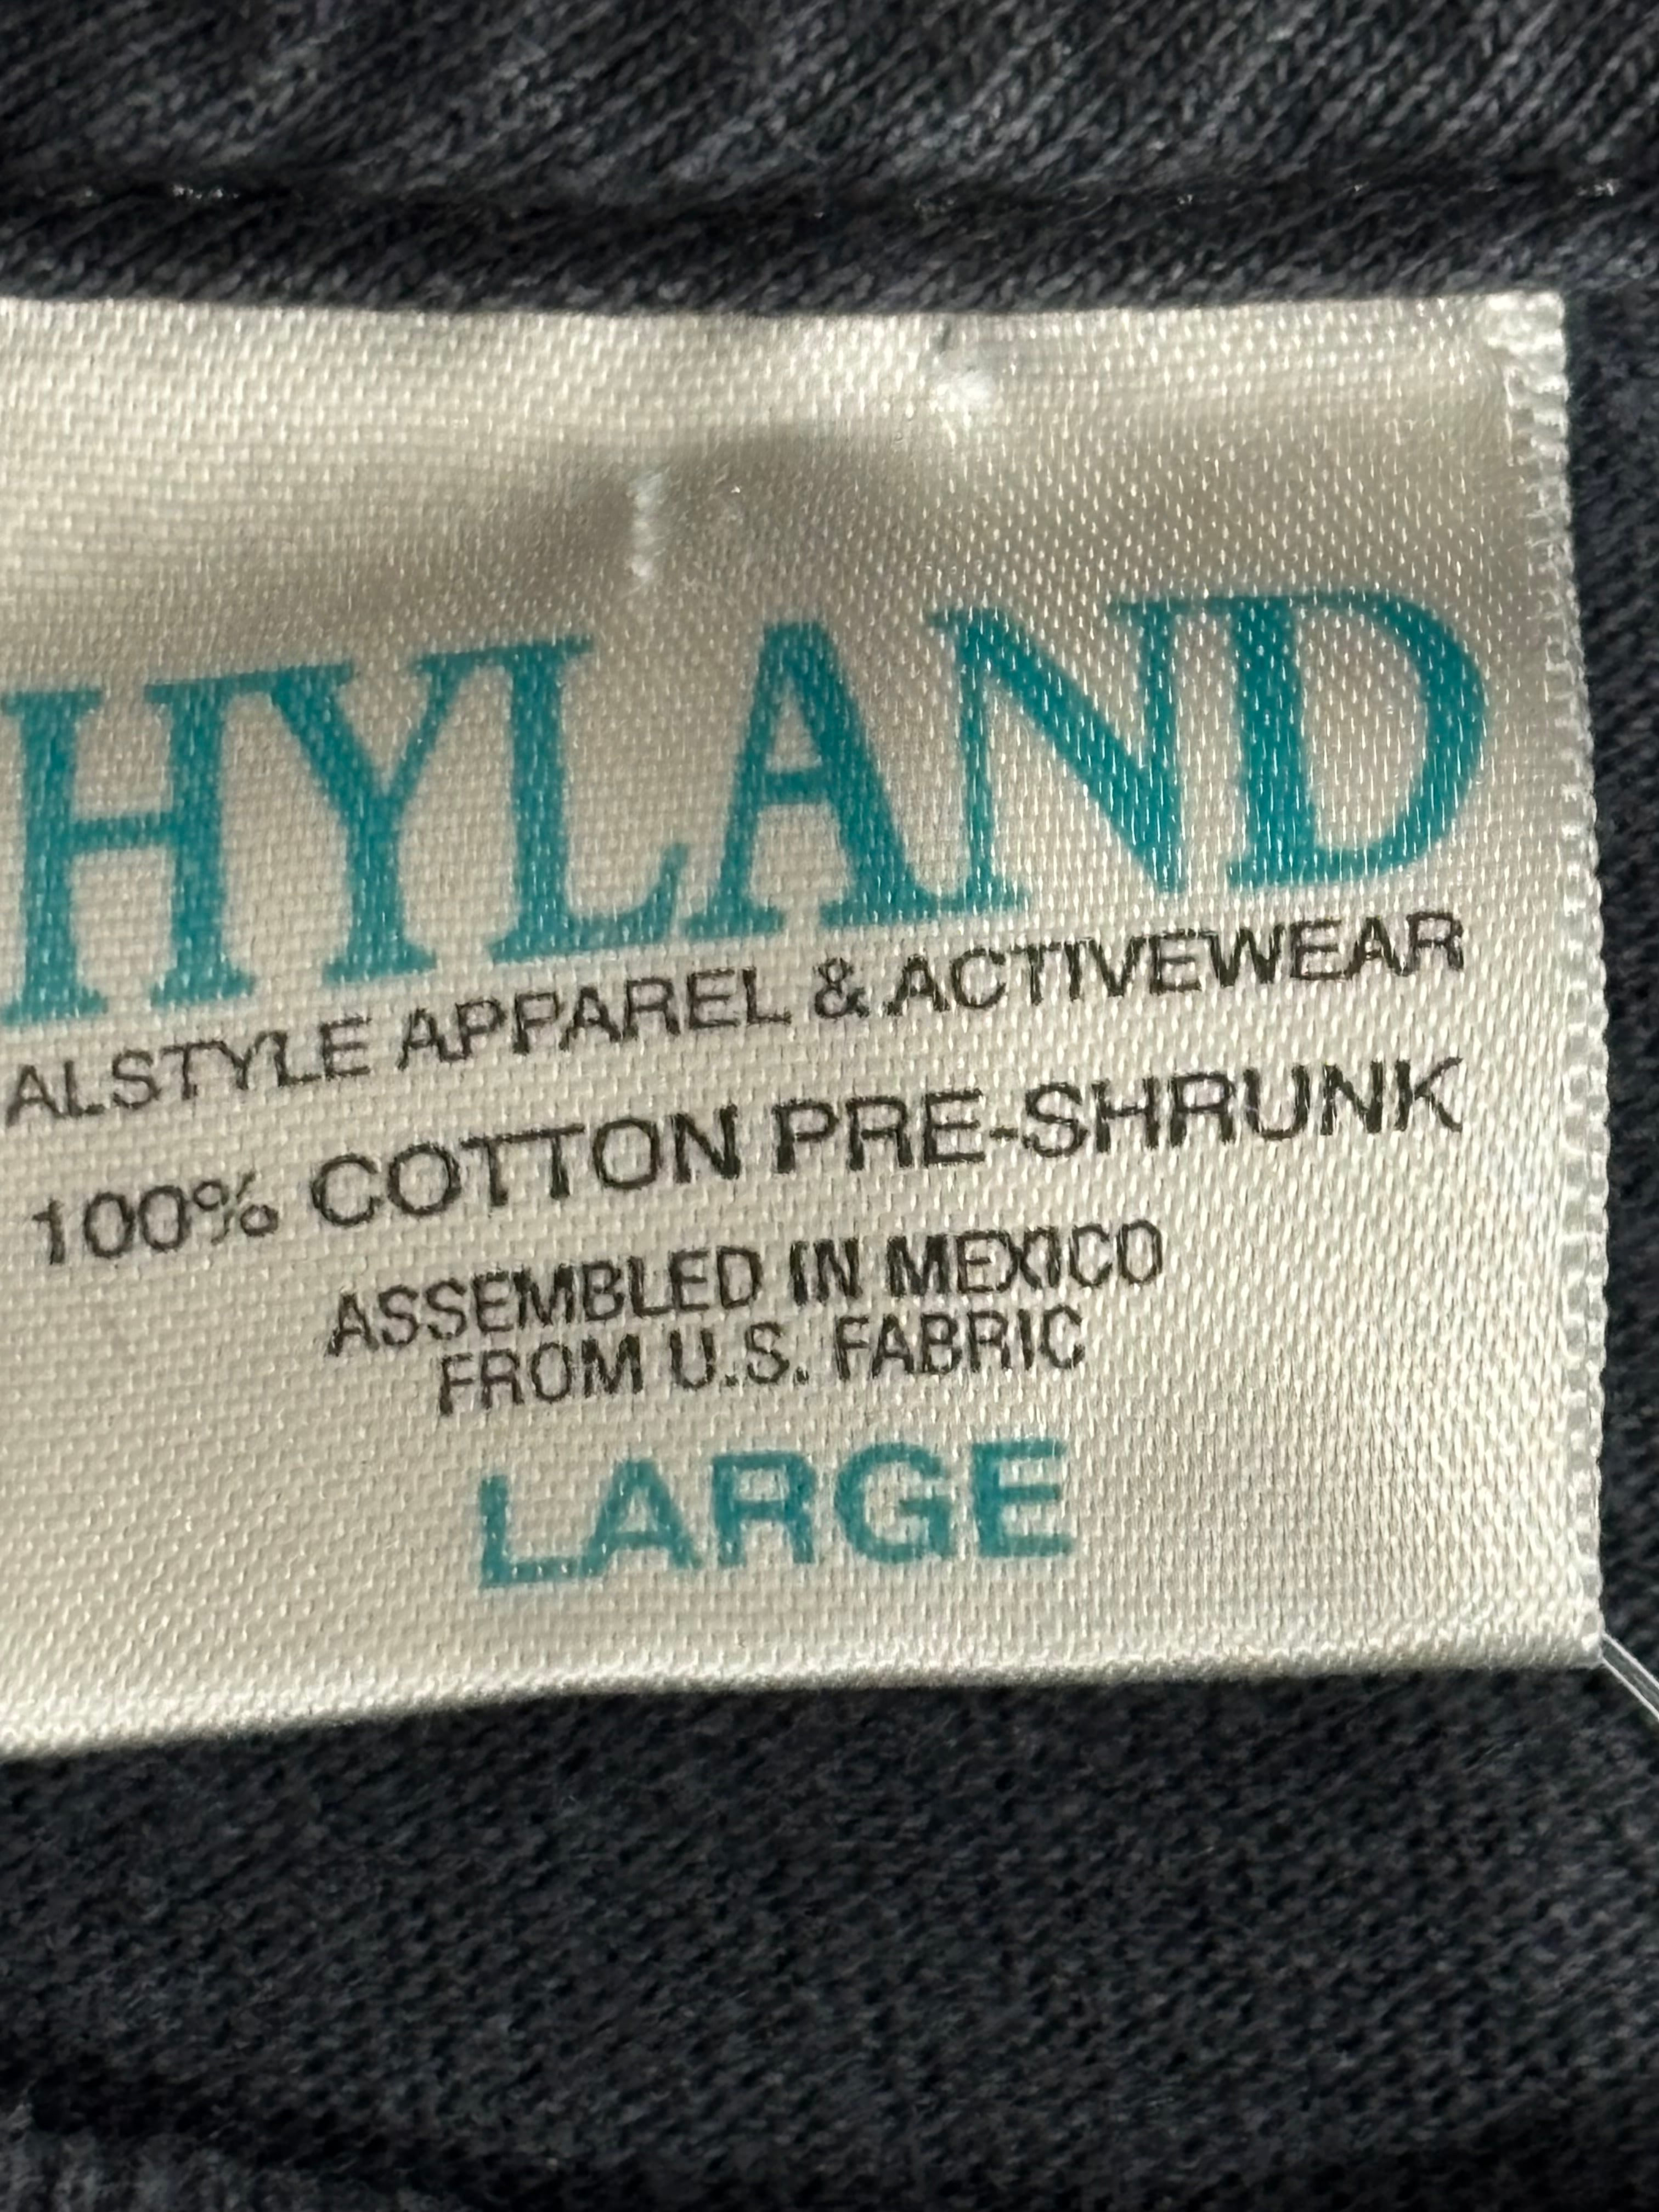 HYLAND
ALSTYLE APPAREL & ACTIVEWEAR
100% COTTON PRE-SHRUNK
ASSEMBLED IN MEXICO
FROM U.S. FABRIC
LARGE